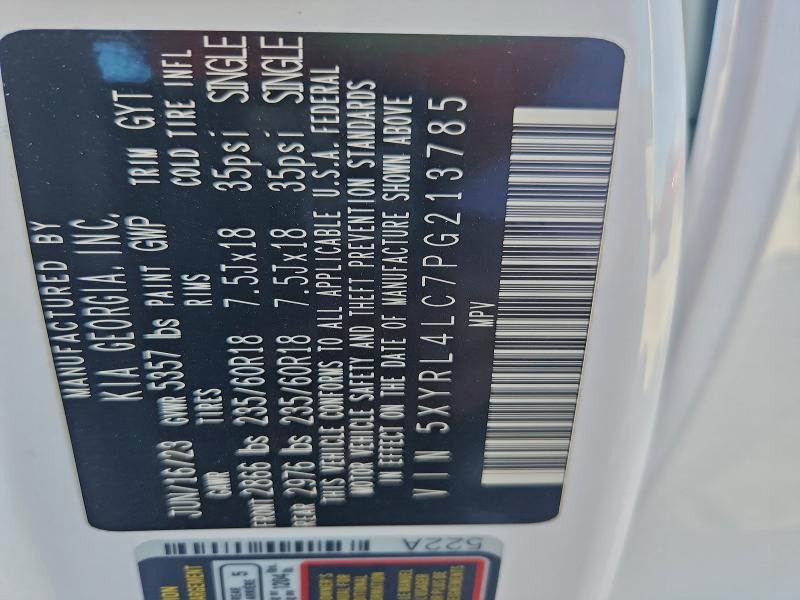 MANUFACTURED BY
KIA GEORGIA, INC.
JUN/16/23 GWWR 5357 lbs PAINT GWP TRIM GYT
GAWR TIRES RIMS COLD TIRE INFL
FRONT 2866 lbs 235/60R18 7.5Jx18 35psi SINGLE
REAR 2976 lbs 235/60R18 7.5Jx18 35psi SINGLE
THIS VEHICLE CONFORMS TO ALL APPLICABLE U.S.A. FEDERAL
MOTOR VEHICLE SAFETY AND THEFT PREVENTION STANDARDS
IN EFFECT ON THE DATE OF MANUFACTURE SHOWN ABOVE
VIN 5XYRL4LC7PG213785
MPV
522A
REAR 5